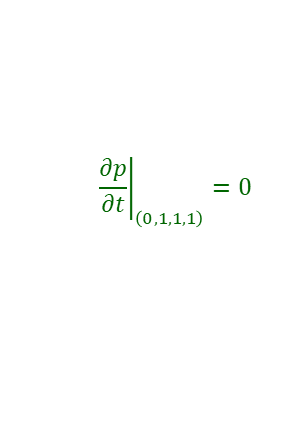 ∂p/∂t|(0,1,1,1) = 0